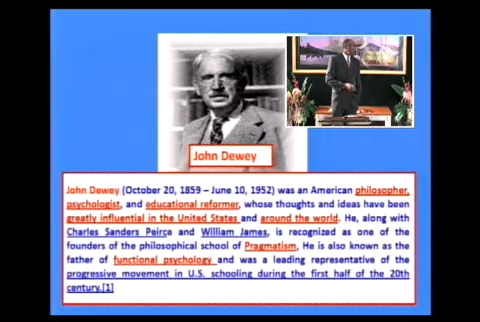 John Dewey
John Dewey (October 20, 1859 – June 10, 1952) was an American philosopher,
psychologist, and educational reformer, whose thoughts and ideas have been
greatly influential in the United States and around the world. He, along with
Charles Sanders Peirce and William James, is recognized as one of the
founders of the philosophical school of Pragmatism. He is also known as the
father of functional psychology and was a leading representative of the
progressive movement in U.S. schooling during the first half of the 20th
century.[1]